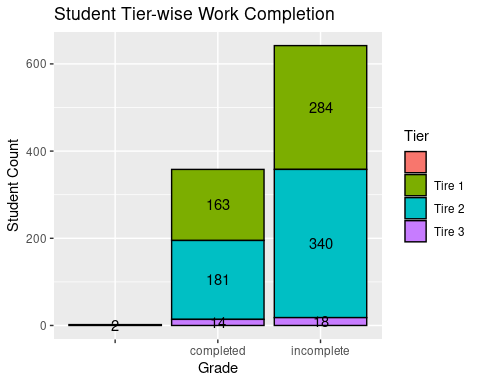 Student Tier-wise Work Completion
600
400
200
0
Student Count
284
163
340
181
2
14
18
completed
incomplete
Grade
Tier
Tire 1
Tire 2
Tire 3